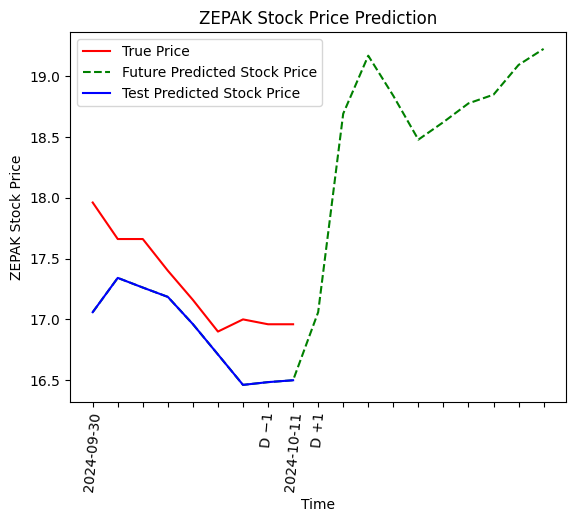 ZEPAK Stock Price Prediction
True Price
Future Predicted Stock Price
Test Predicted Stock Price
ZEPAK Stock Price
19.0
18.5
18.0
17.5
17.0
16.5
2024-09-30
D −1
2024-10-11
D +1
Time